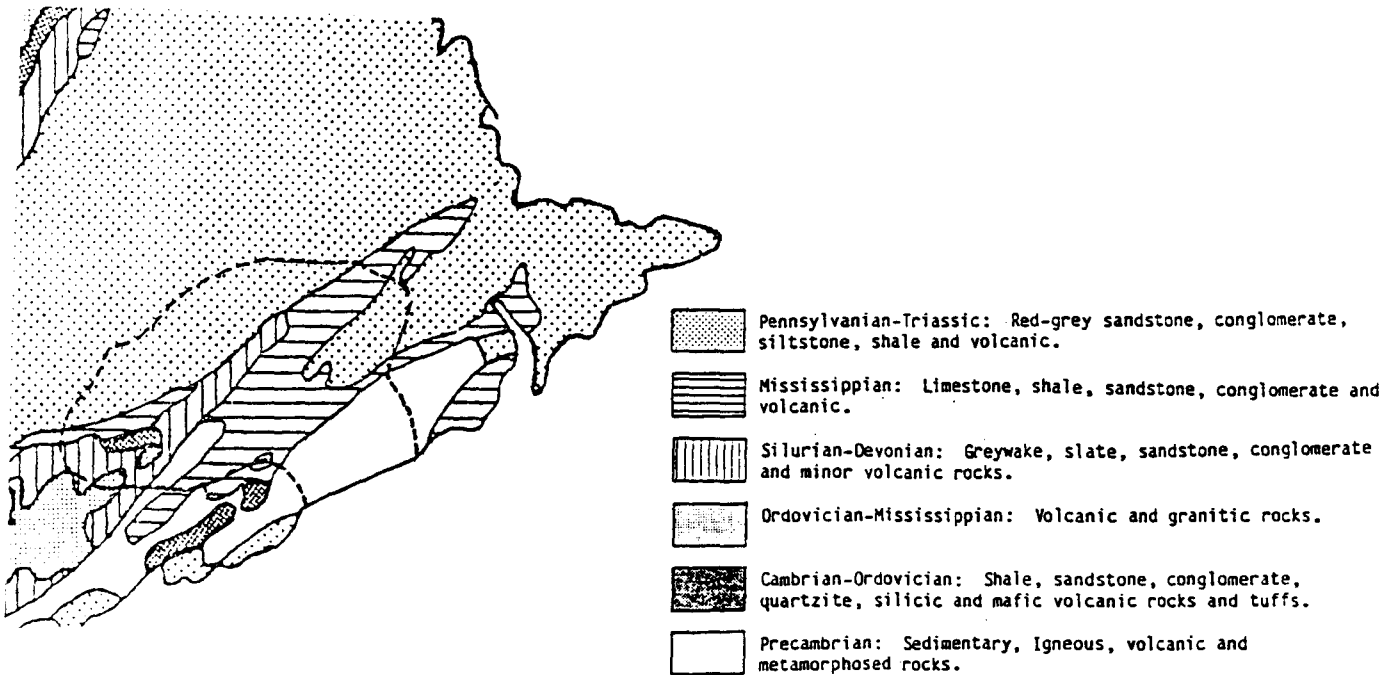 Pennsylvanian-Triassic: Red-grey sandstone, conglomerate,
siltstone, shale and volcanic.
Mississippian: Limestone, shale, sandstone, conglomerate and
volcanic.
Silurian-Devonian: Greywake, slate, sandstone, conglomerate
and minor volcanic rocks.
Ordovician-Mississippian: Volcanic and granitic rocks.
Cambrian-Ordovician: Shale, sandstone, conglomerate,
quartzite, silicic and mafic volcanic rocks and tuffs.
Precambrian: Sedimentary, Igneous, volcanic and
metamorphosed rocks.